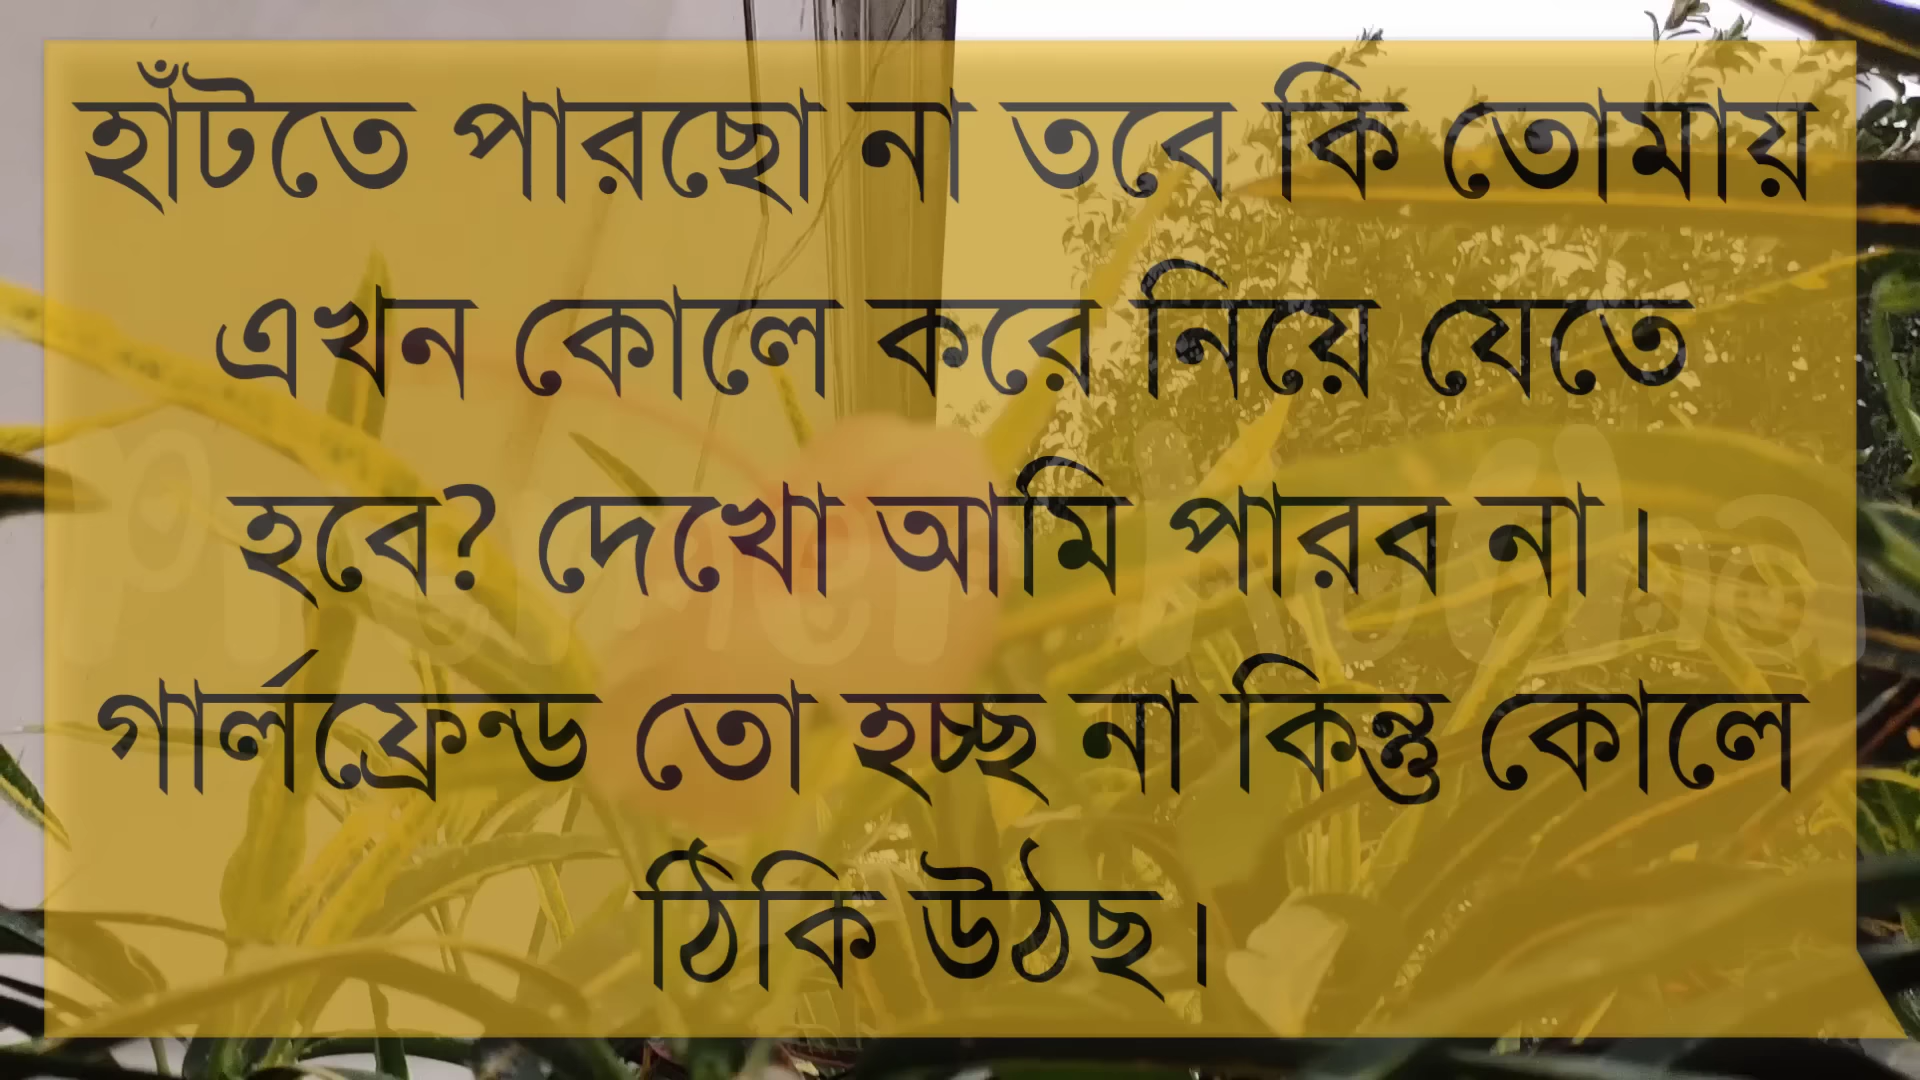 হাঁটতে পারছো না তবে কি তোমায়
এখন কোলে করে নিয়ে যেতে
হবে? দেখো আমি পারব না।
গার্লফ্রেন্ড তো হচ্ছ না কিন্তু কোলে
ঠিকি উঠছ।